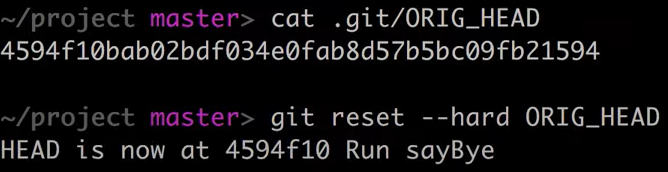 ~/project master> cat .git/ORIG_HEAD
4594f10bab02bdf034e0fab8d57b5bc09fb21594
~/project master> git reset --hard ORIG_HEAD
HEAD is now at 4594f10 Run sayBye